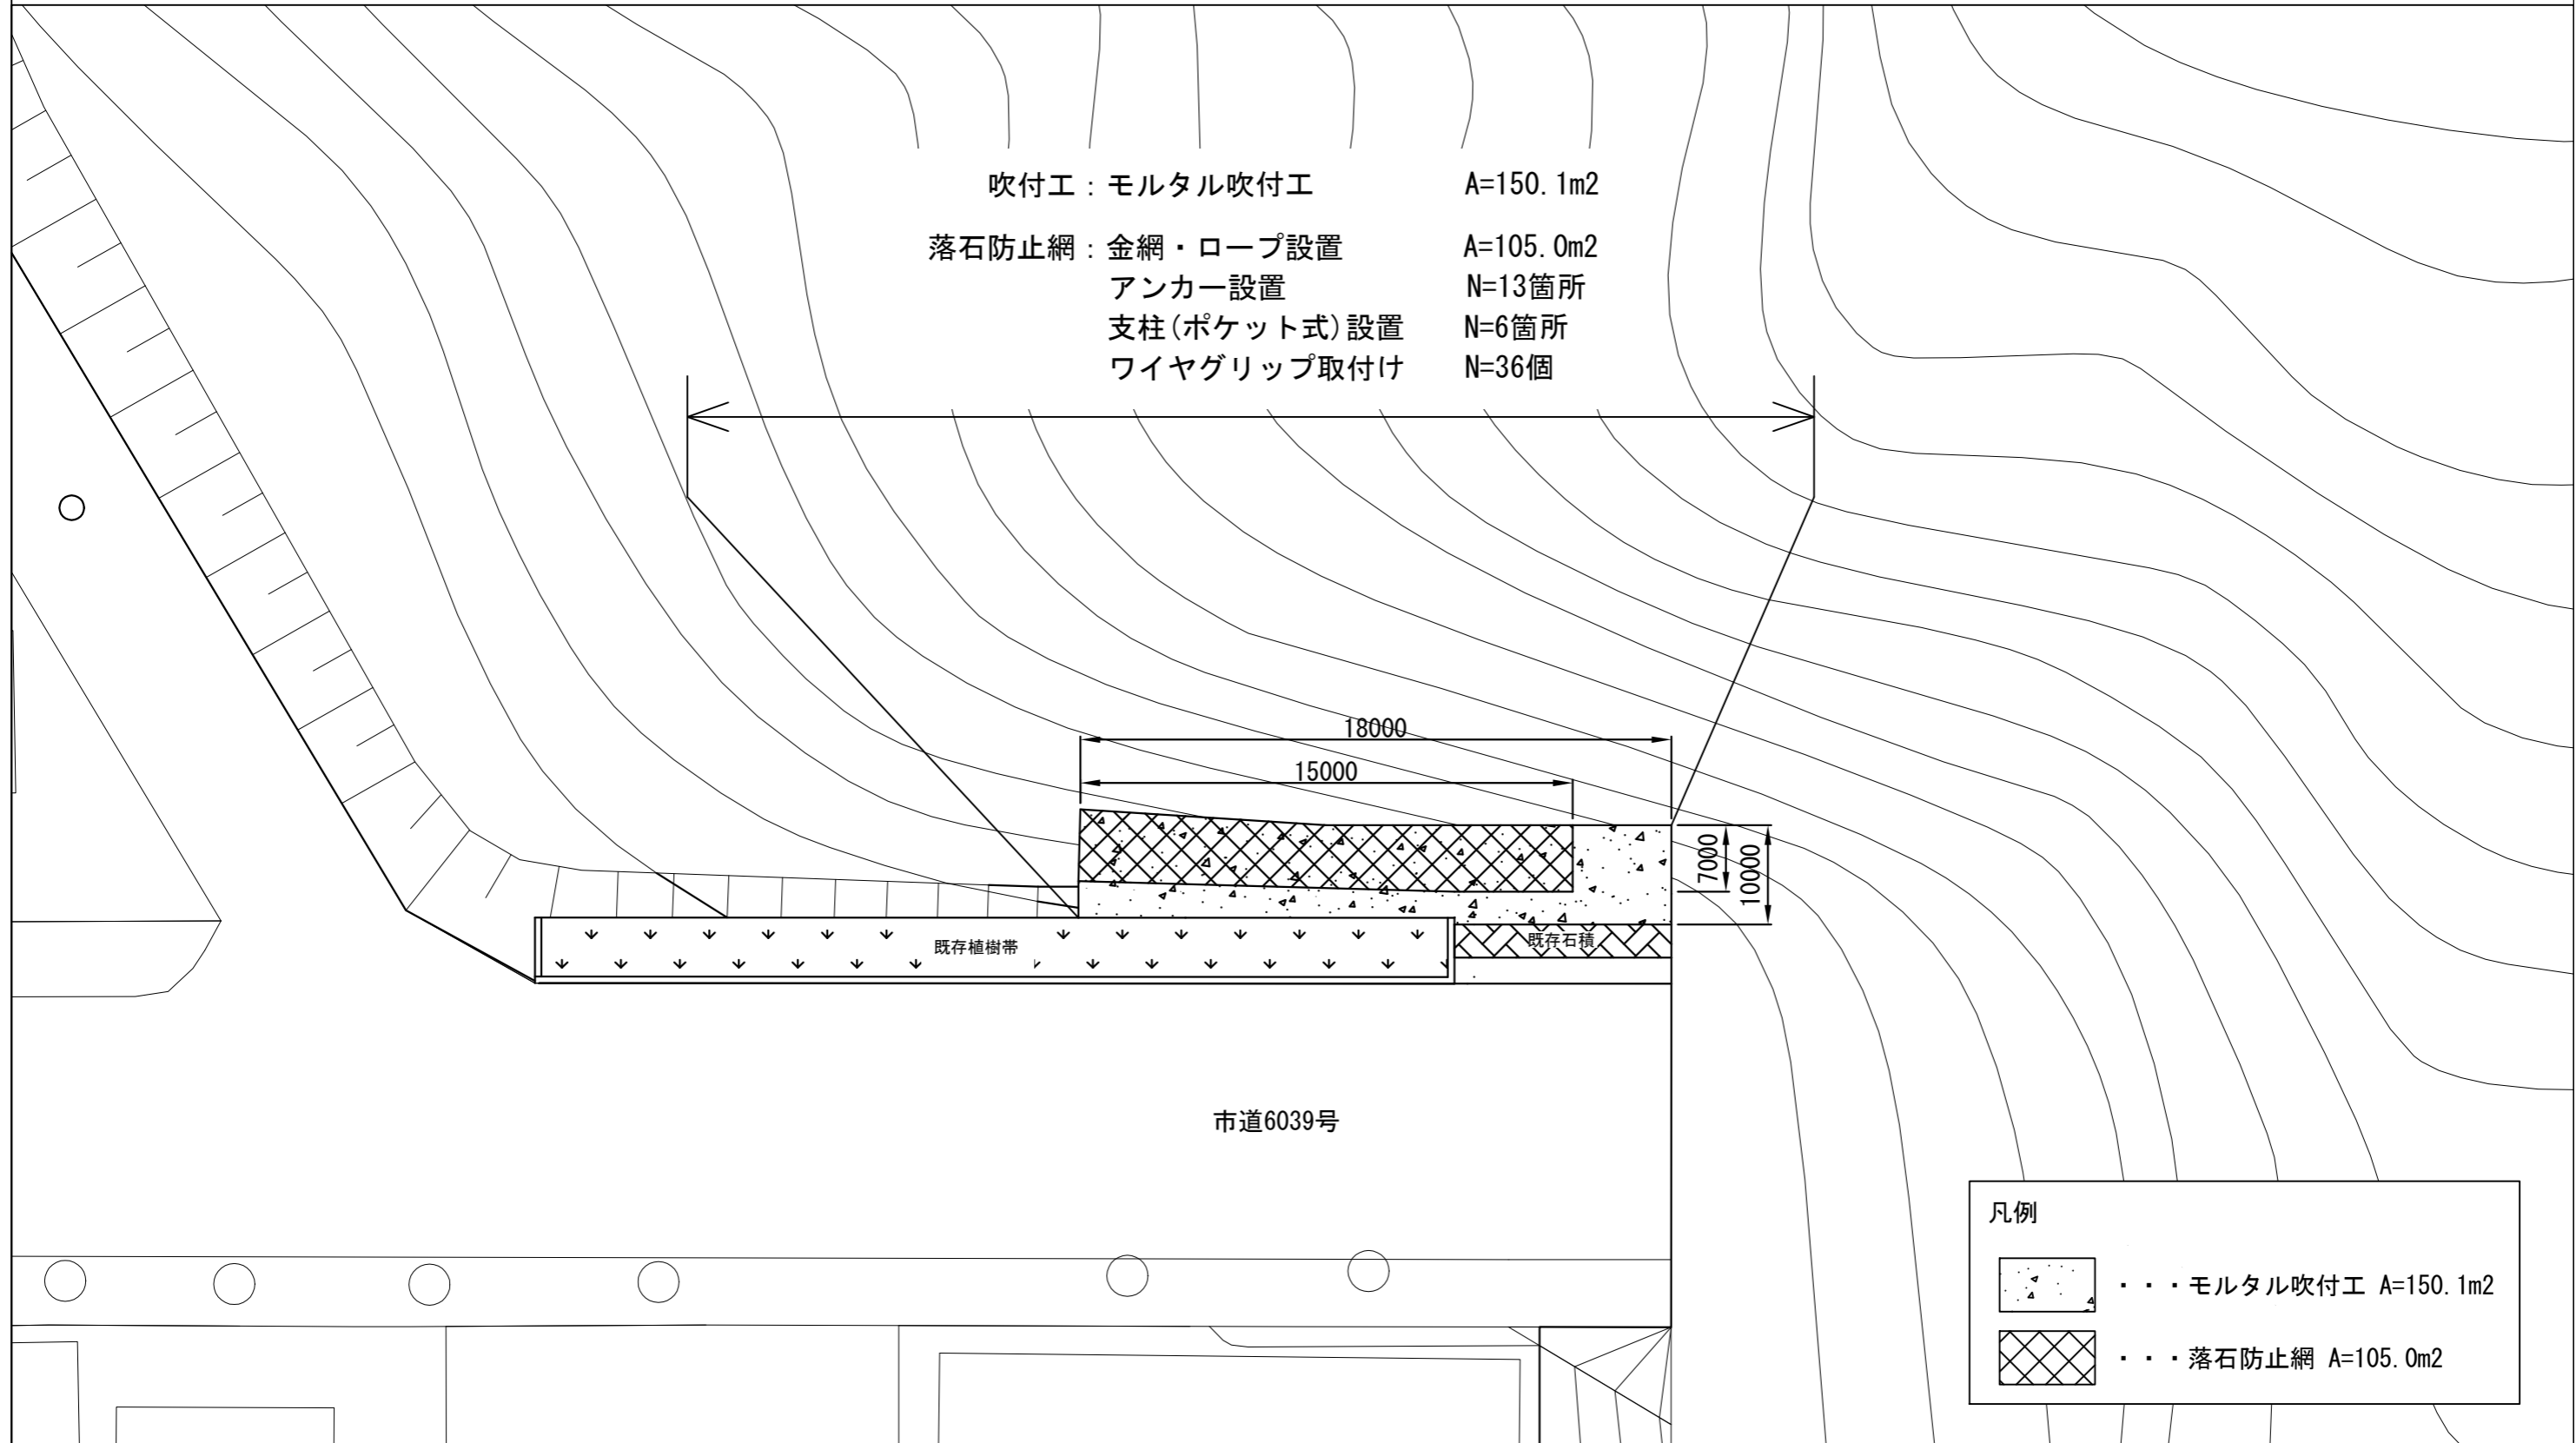 吹付工：モルタル吹付工 A=150.1m2
落石防止網：金網・ロープ設置 A=105.0m2
アンカー設置 N=13箇所
支柱(ポケット式)設置 N=6箇所
ワイヤグリップ取付け N=36個
18000
15000
7000
10000
既存植樹帯
既存石積
市道6039号
凡例
・・・モルタル吹付工 A=150.1m2
・・・落石防止網 A=105.0m2